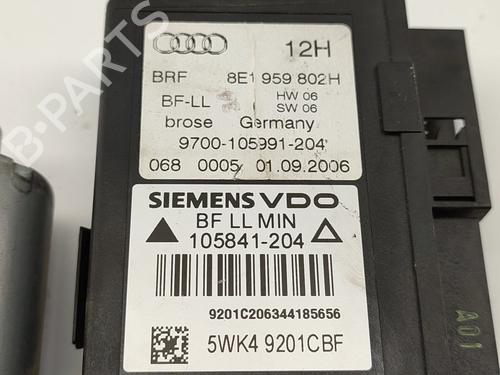 12H
BRF 8E1 959 802H
BF-LL HW 06
SW 06
brose Germany
9700-105991-204
068 0005 01.09.2006
SIEMENS VDO
BF LL MIN
105841-204
9201C206344185656
5WK4 9201CBF
A01
B-PARTS